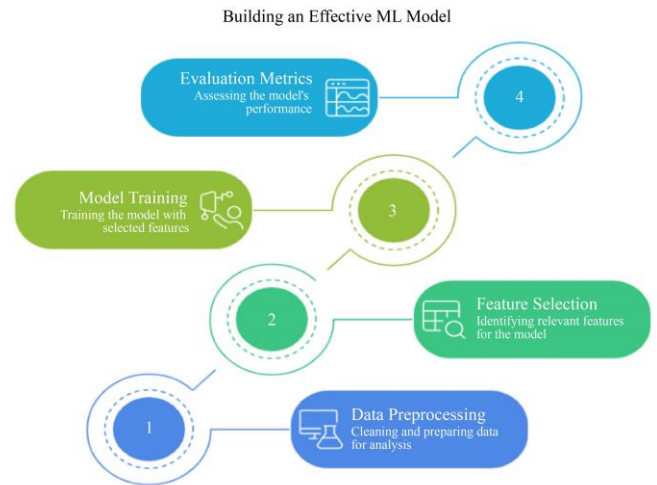 Building an Effective ML Model
Evaluation Metrics
Assessing the model's
performance
4
Model Training
Training the model with
selected features
3
2
Feature Selection
Identifying relevant features
for the model
1
Data Preprocessing
Cleaning and preparing data
for analysis